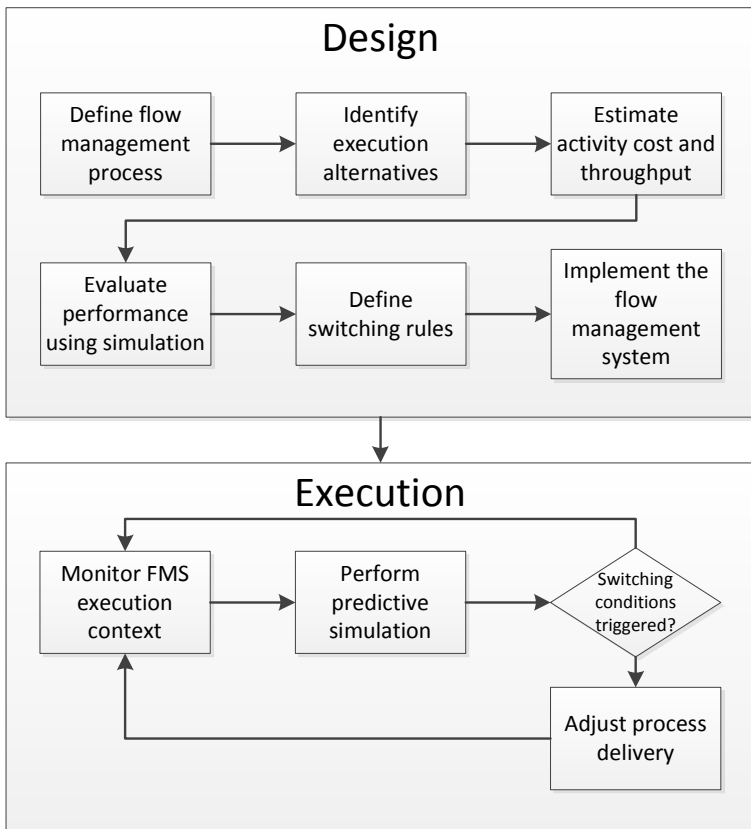 Design
Define flow
management
process
Identify
execution
alternatives
Estimate
activity cost and
throughput
Evaluate
performance
using simulation
Define
switching rules
Implement the
flow
management
system
Execution
Monitor FMS
execution
context
Perform
predictive
simulation
Switching
conditions
triggered?
Adjust process
delivery